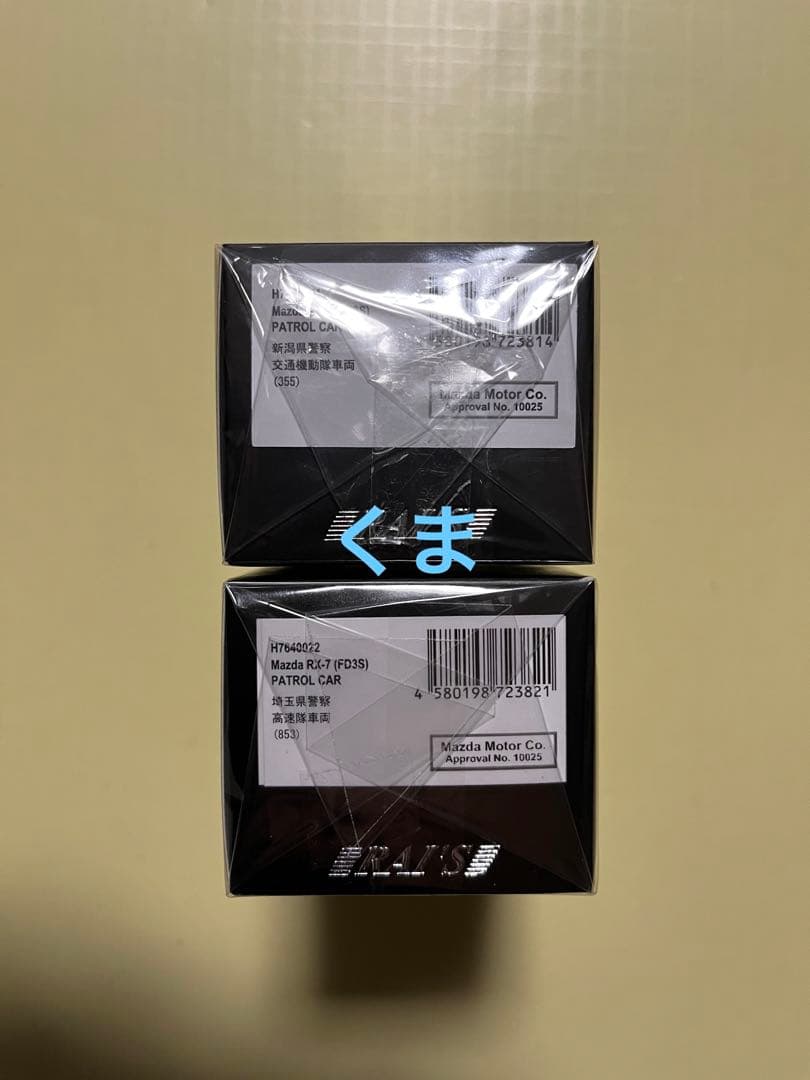 Mazda
PATROL CAR
新潟県警察
交通機動隊車両
(355)
723814
Mazda Motor Co.
Approval No. 10025
くま
H7640022
Mazda RX-7 (FD3S)
PATROL CAR
埼玉県警察
高速隊車両
(853)
4 580198 723821
Mazda Motor Co.
Approval No. 10025
RAI'S